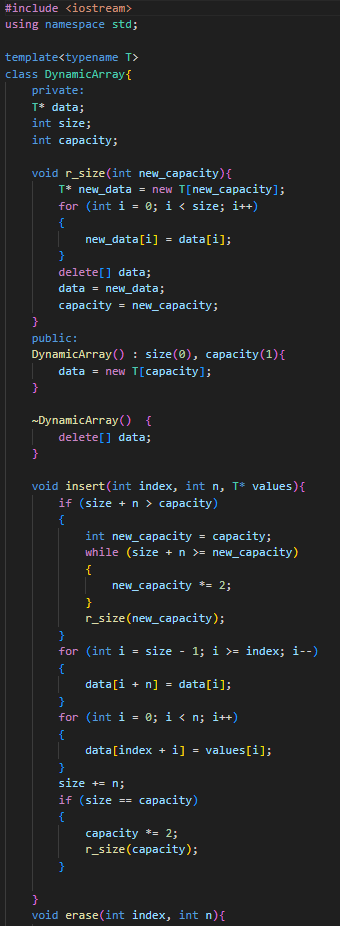 #include <iostream>
using namespace std;

template<typename T>
class DynamicArray{
    private:
    T* data;
    int size;
    int capacity;

    void r_size(int new_capacity){
        T* new_data = new T[new_capacity];
        for (int i = 0; i < size; i++)
        {
            new_data[i] = data[i];
        }
        delete[] data;
        data = new_data;
        capacity = new_capacity;
    }
    public:
    DynamicArray() : size(0), capacity(1){
        data = new T[capacity];
    }

    ~DynamicArray()  {
        delete[] data;
    }

    void insert(int index, int n, T* values){
        if (size + n > capacity)
        {
            int new_capacity = capacity;
            while (size + n >= new_capacity)
            {
                new_capacity *= 2;
            }
            r_size(new_capacity);
        }
        for (int i = size - 1; i >= index; i--)
        {
            data[i + n] = data[i];
        }
        for (int i = 0; i < n; i++)
        {
            data[index + i] = values[i];
        }
        size += n;
        if (size == capacity)
        {
            capacity *= 2;
            r_size(capacity);
        }

    }
    void erase(int index, int n){